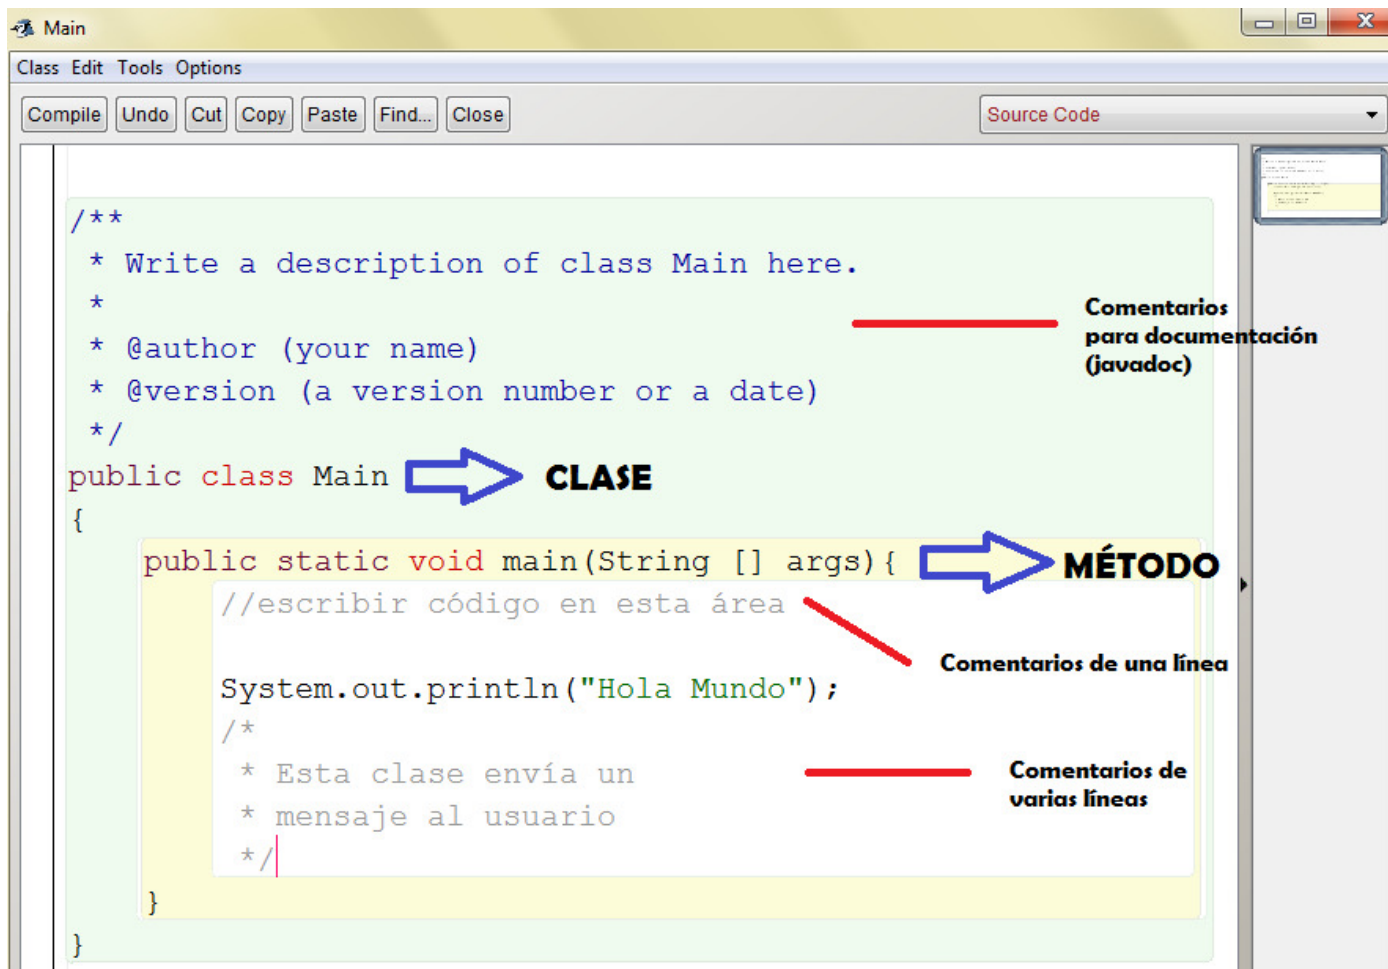 Main
Class Edit Tools Options
Compile Undo Cut Copy Paste Find... Close Source Code
/**
* Write a description of class Main here.
*
* @author (your name)
* @version (a version number or a date)
*/
Comentarios
para documentación
(javadoc)
public class Main CLASE
{
public static void main(String [] args){ MÉTODO
//escribir código en esta área
Comentarios de una línea
System.out.println("Hola Mundo");
/*
* Esta clase envía un
* mensaje al usuario
*/
Comentarios de
varias líneas
}
}